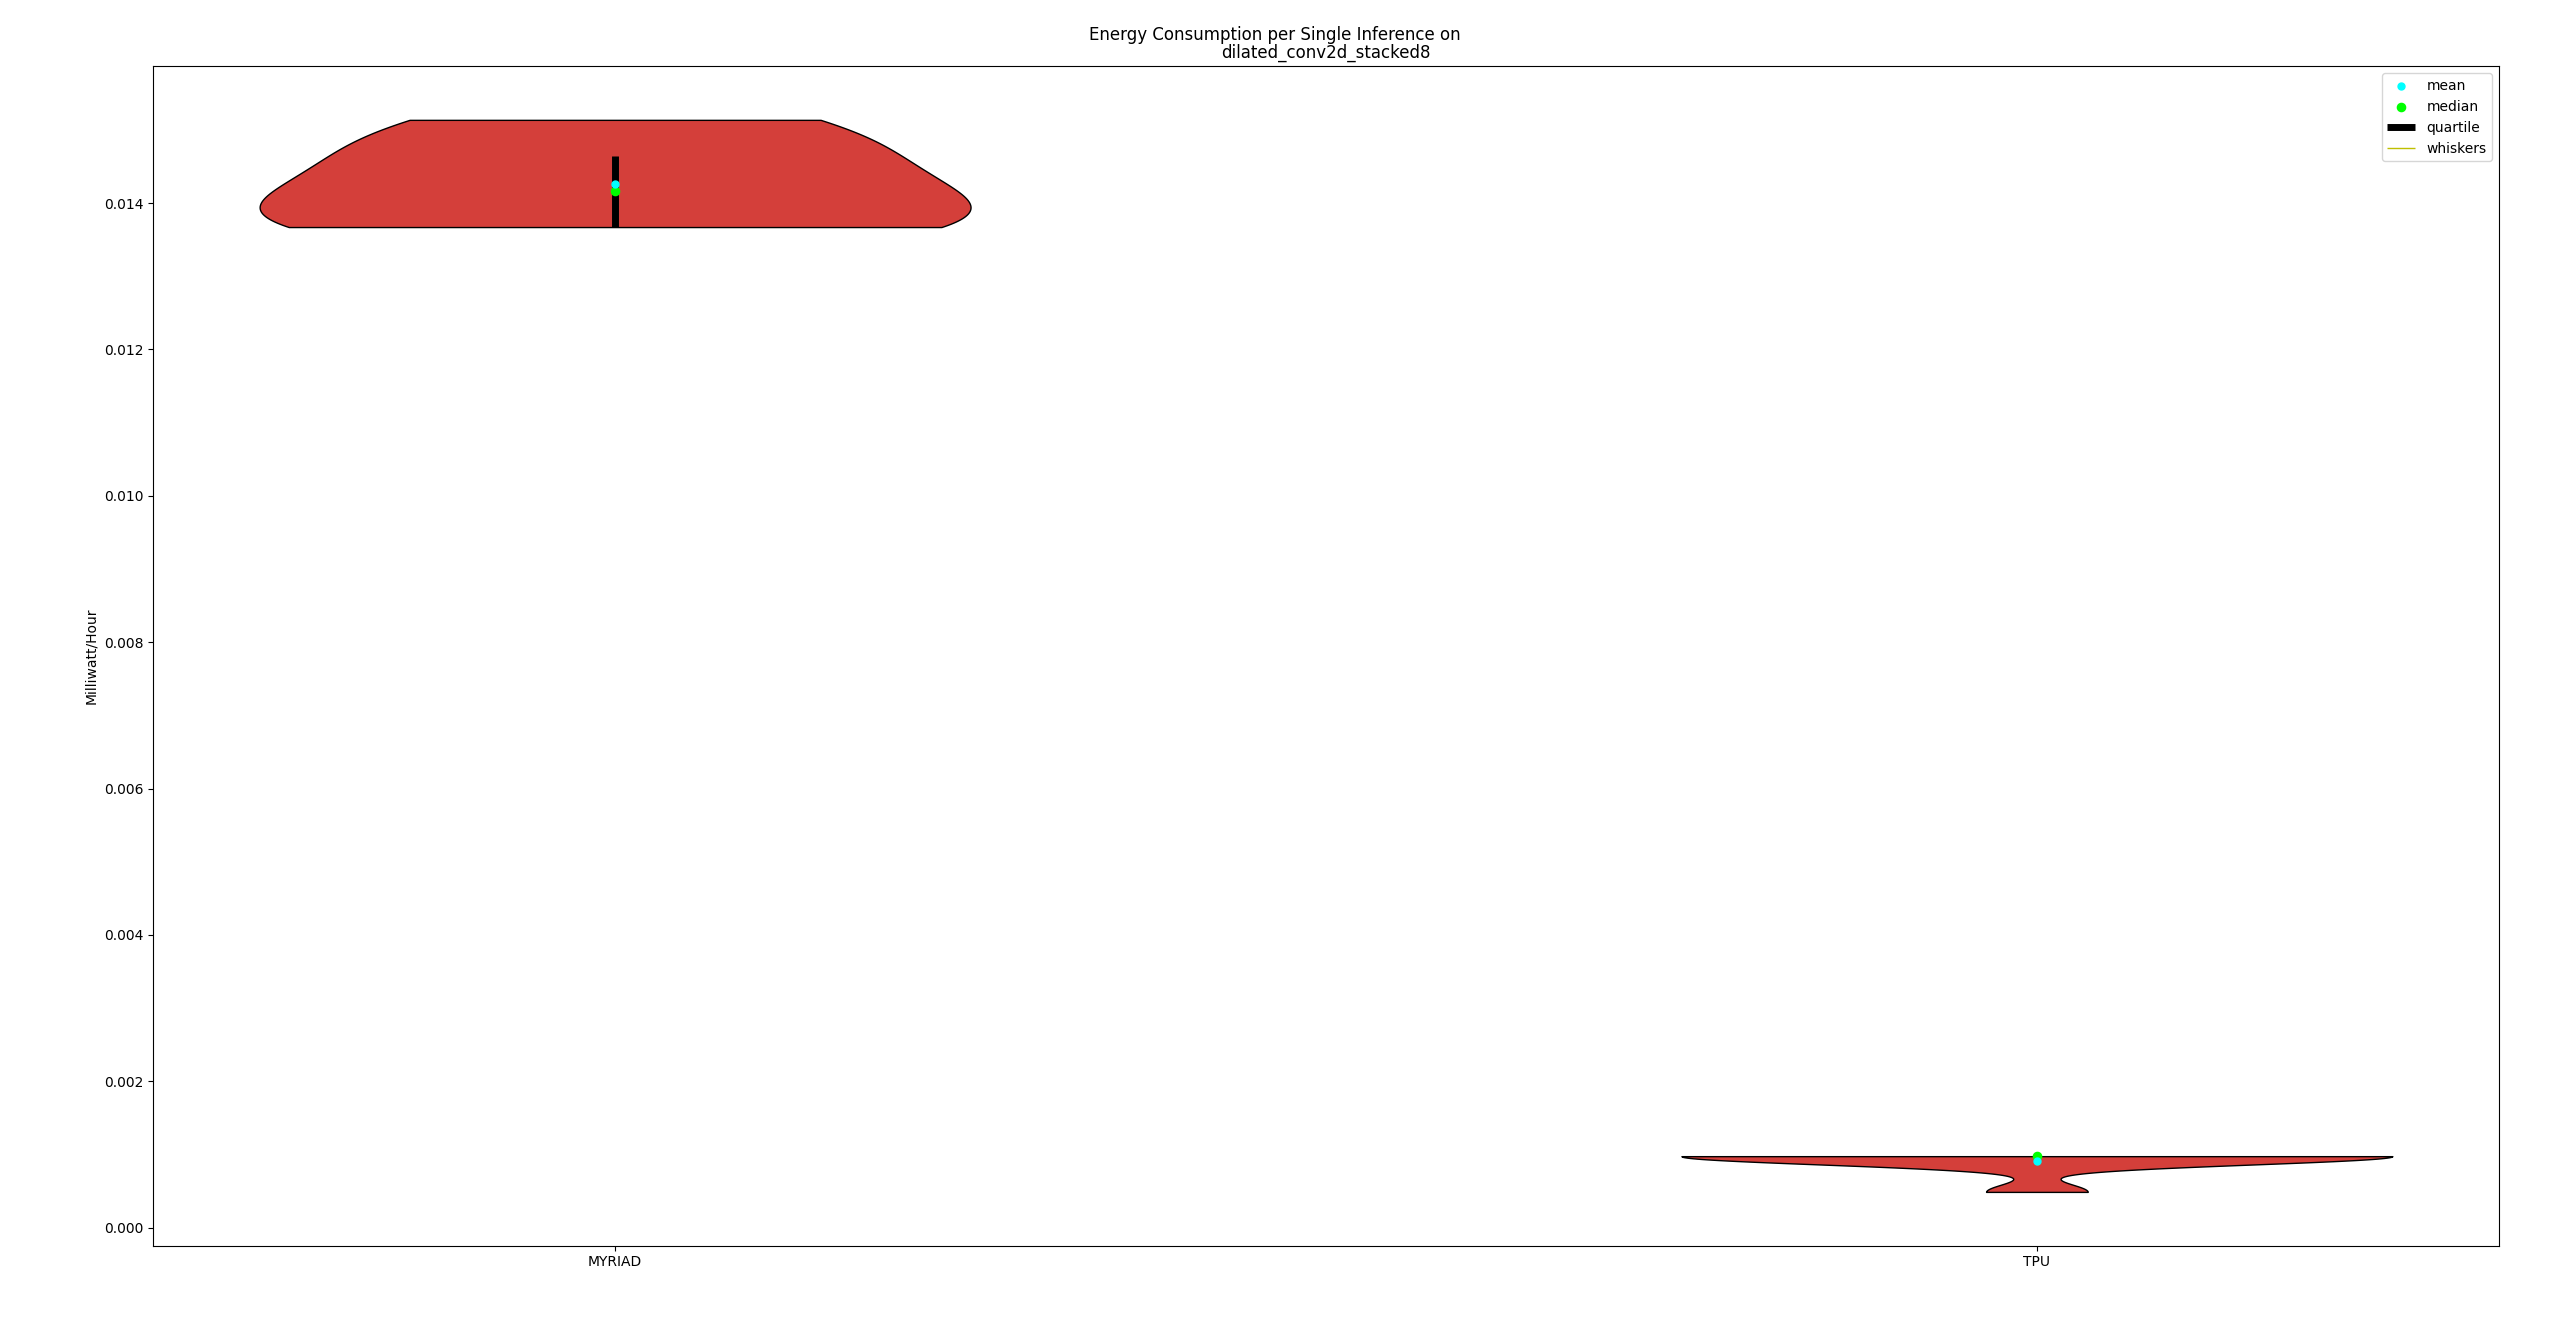 Energy Consumption per Single Inference on
dilated_conv2d_stacked8
mean
median
quartile
whiskers
0.014
0.012
0.010
0.008
0.006
0.004
0.002
0.000
Milliwatt/Hour
MYRIAD
TPU